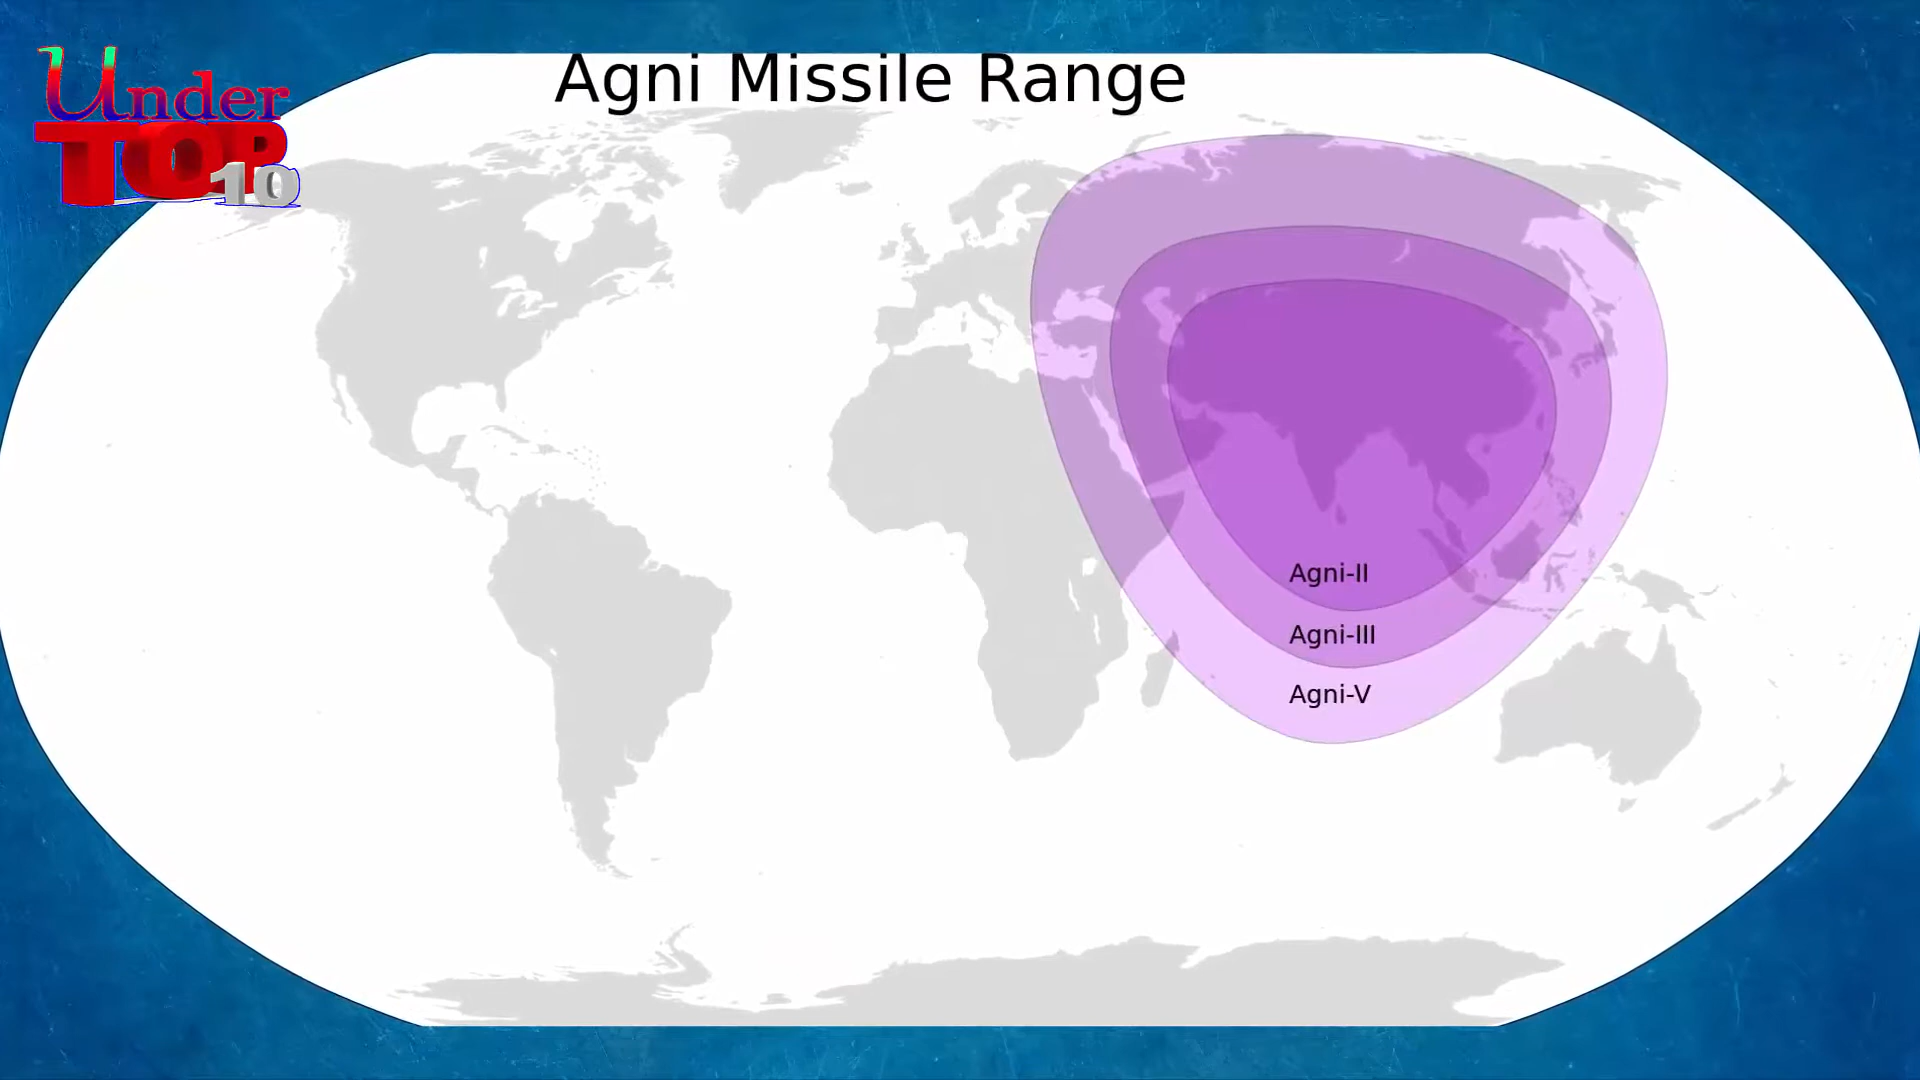 Agni Missile Range
Under
TOP
10
Agni-II
Agni-III
Agni-V